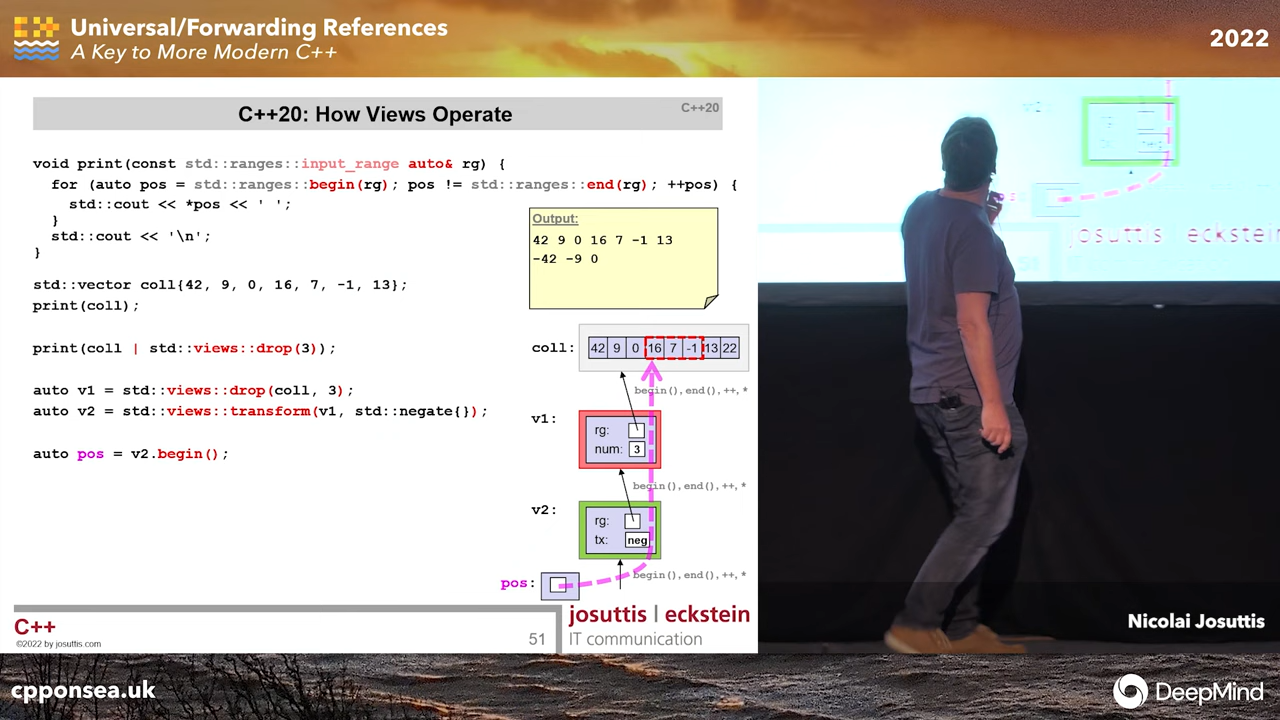 Universal/Forwarding References
A Key to More Modern C++
2022
C++20: How Views Operate
C++20
void print(const std::ranges::input_range auto& rg) {
for (auto pos = std::ranges::begin(rg); pos != std::ranges::end(rg); ++pos) {
std::cout << *pos << ' ';
}
std::cout << '\n';
}
std::vector coll{42, 9, 0, 16, 7, -1, 13};
print(coll);
print(coll | std::views::drop(3));
auto v1 = std::views::drop(coll, 3);
auto v2 = std::views::transform(v1, std::negate{});
auto pos = v2.begin();
Output:
42 9 0 16 7 -1 13
-42 -9 0
coll: 42 9 0 16 7 -1 13 22
begin(), end(), ++, *
v1:
rg:
num: 3
begin(), end(), ++, *
v2:
rg:
tx: neg
begin(), end(), ++, *
pos:
C++
©2022 by josuttis.com
51
josuttis | eckstein
IT communication
josuttis eckstein
Nicolai Josuttis
cpponsea.uk
DeepMind